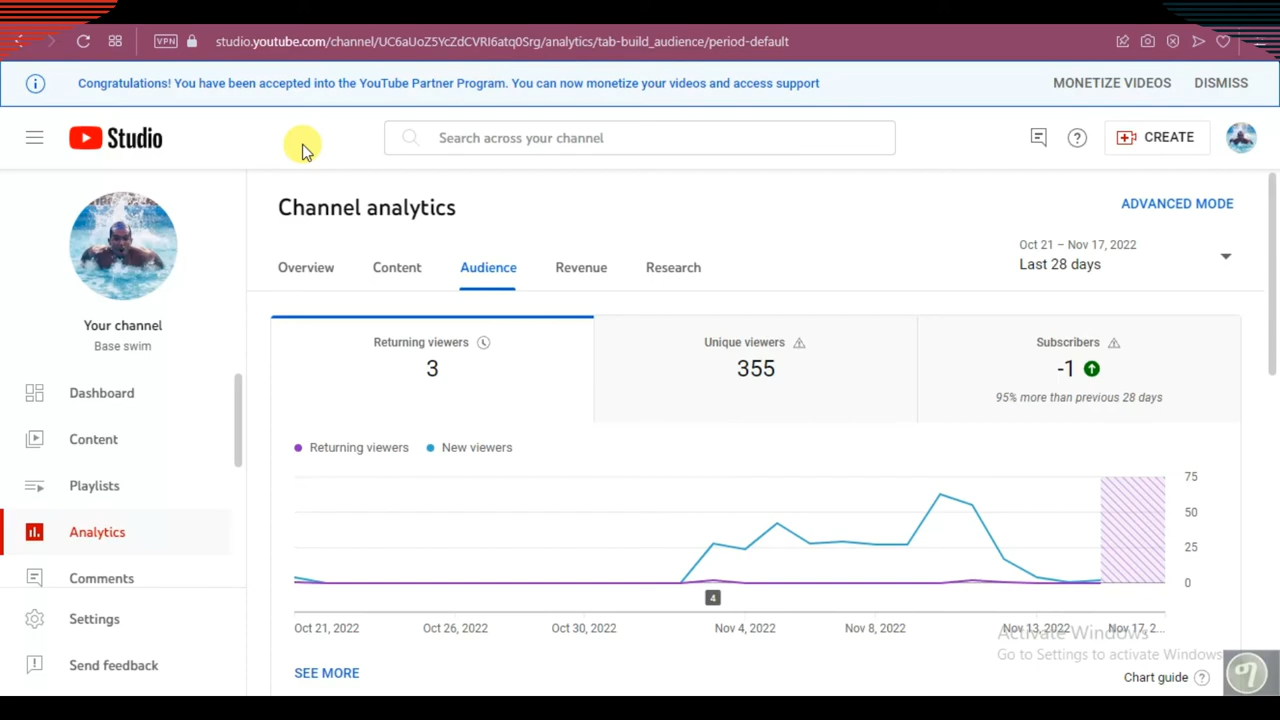 VPN
studio.youtube.com/channel/UC6aUoZ5YcZdCVRI6atq0Srg/analytics/tab-build_audience/period-default
Congratulations! You have been accepted into the YouTube Partner Program. You can now monetize your videos and access support
MONETIZE VIDEOS
DISMISS
Studio
Search across your channel
CREATE
Your channel
Base swim
Dashboard
Content
Playlists
Analytics
Comments
Settings
Send feedback
Channel analytics
ADVANCED MODE
Oct 21 – Nov 17, 2022
Last 28 days
Overview
Content
Audience
Revenue
Research
Returning viewers
3
Unique viewers
355
Subscribers
-1
95% more than previous 28 days
Returning viewers
New viewers
75
50
25
0
4
Oct 21, 2022
Oct 26, 2022
Oct 30, 2022
Nov 4, 2022
Nov 8, 2022
Nov 13, 2022
Nov 17, 2...
Activate Windows
Go to Settings to activate Windows
SEE MORE
Chart guide